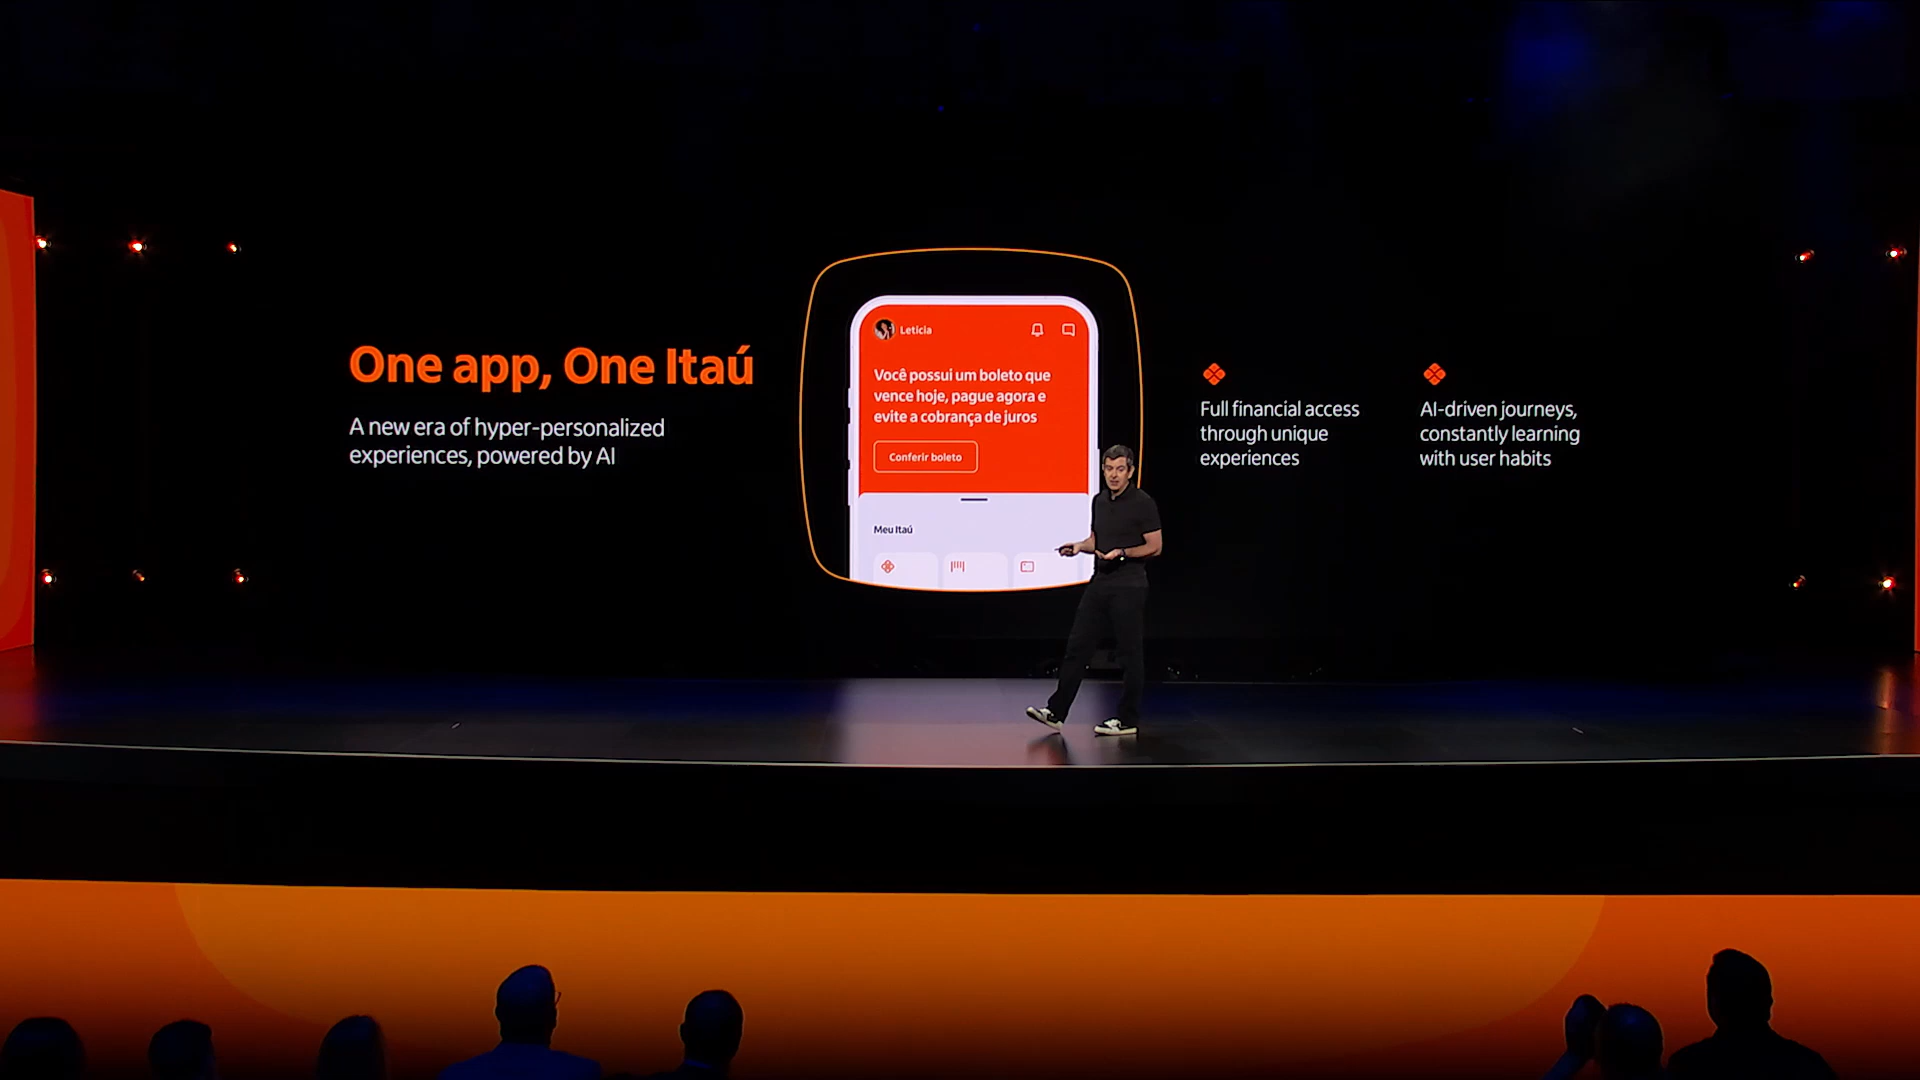 One app, One Itaú
A new era of hyper-personalized
experiences, powered by AI
Leticia
Você possui um boleto que
vence hoje, pague agora e
evite a cobrança de juros
Conferir boleto
Meu Itaú
Full financial access
through unique
experiences
AI-driven journeys,
constantly learning
with user habits